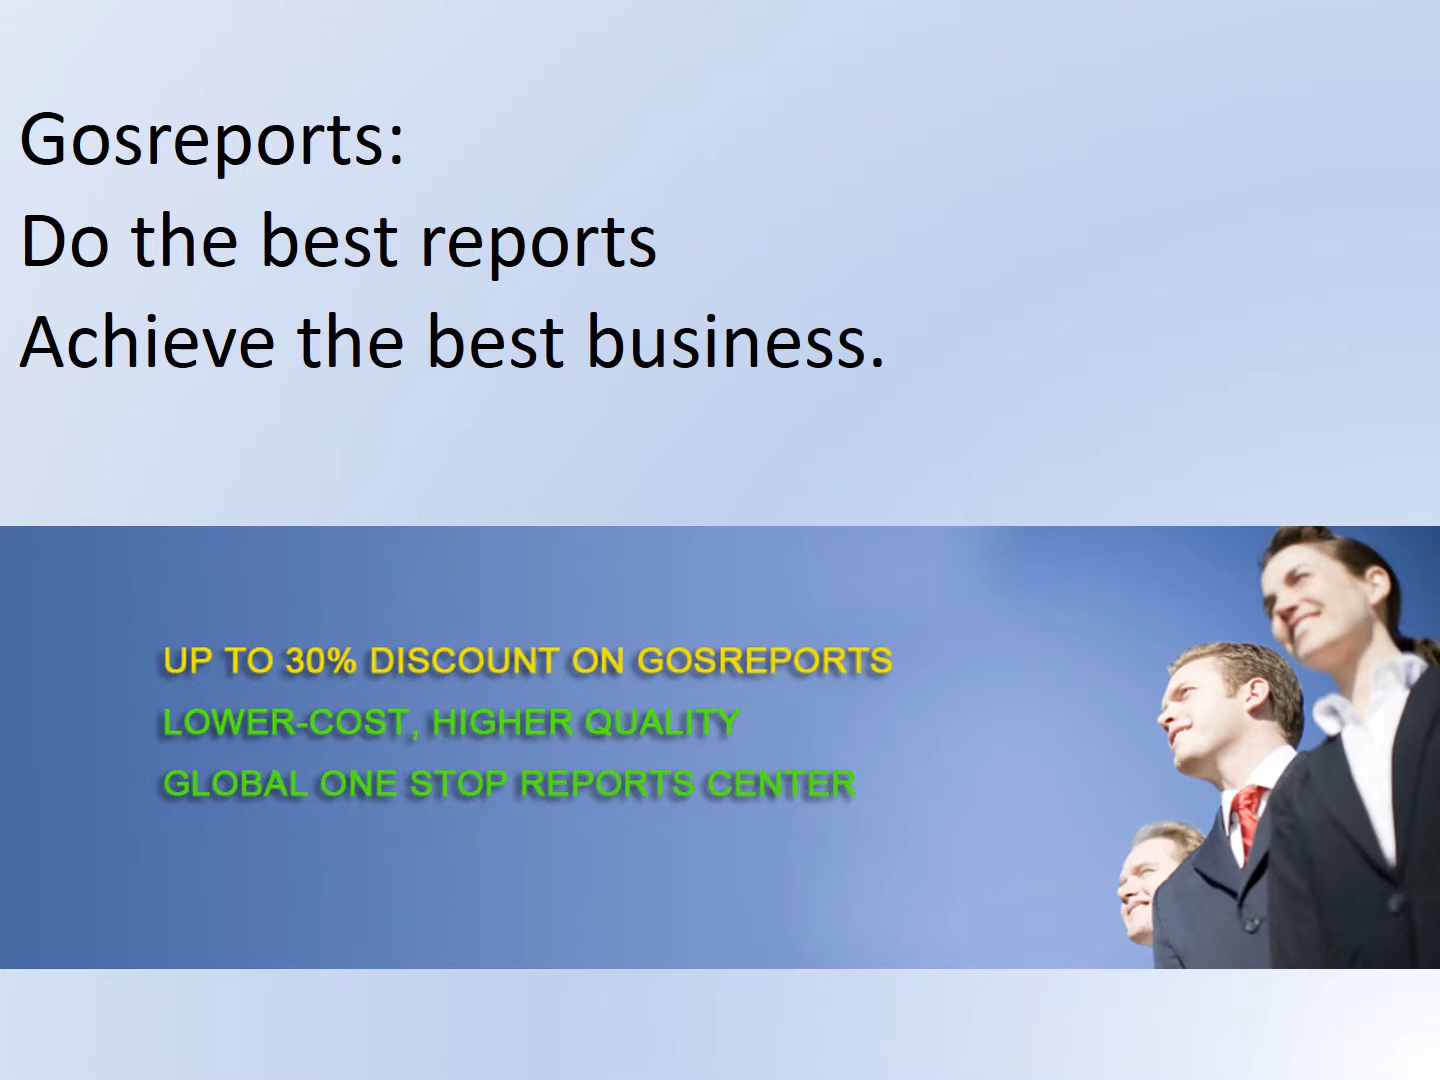 Gosreports:
Do the best reports
Achieve the best business.
UP TO 30% DISCOUNT ON GOSREPORTS
LOWER-COST, HIGHER QUALITY
GLOBAL ONE STOP REPORTS CENTER